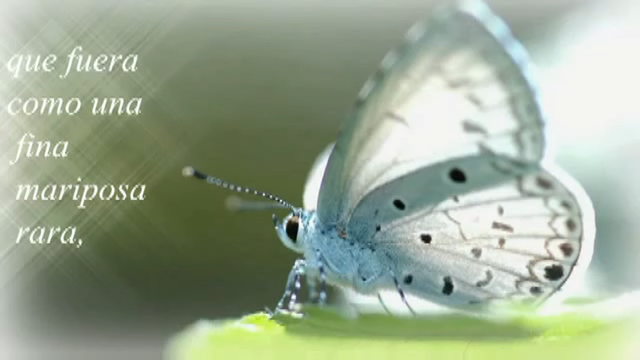 que fuera
como una
fina
mariposa
rara,